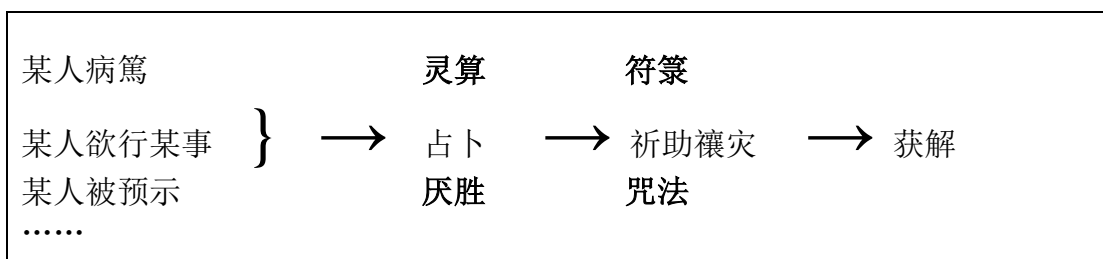 某人病篤 灵算 符箓
某人欲行某事 } → 占卜 → 祈助禳灾 → 获解
某人被预示 厌胜 咒法
……